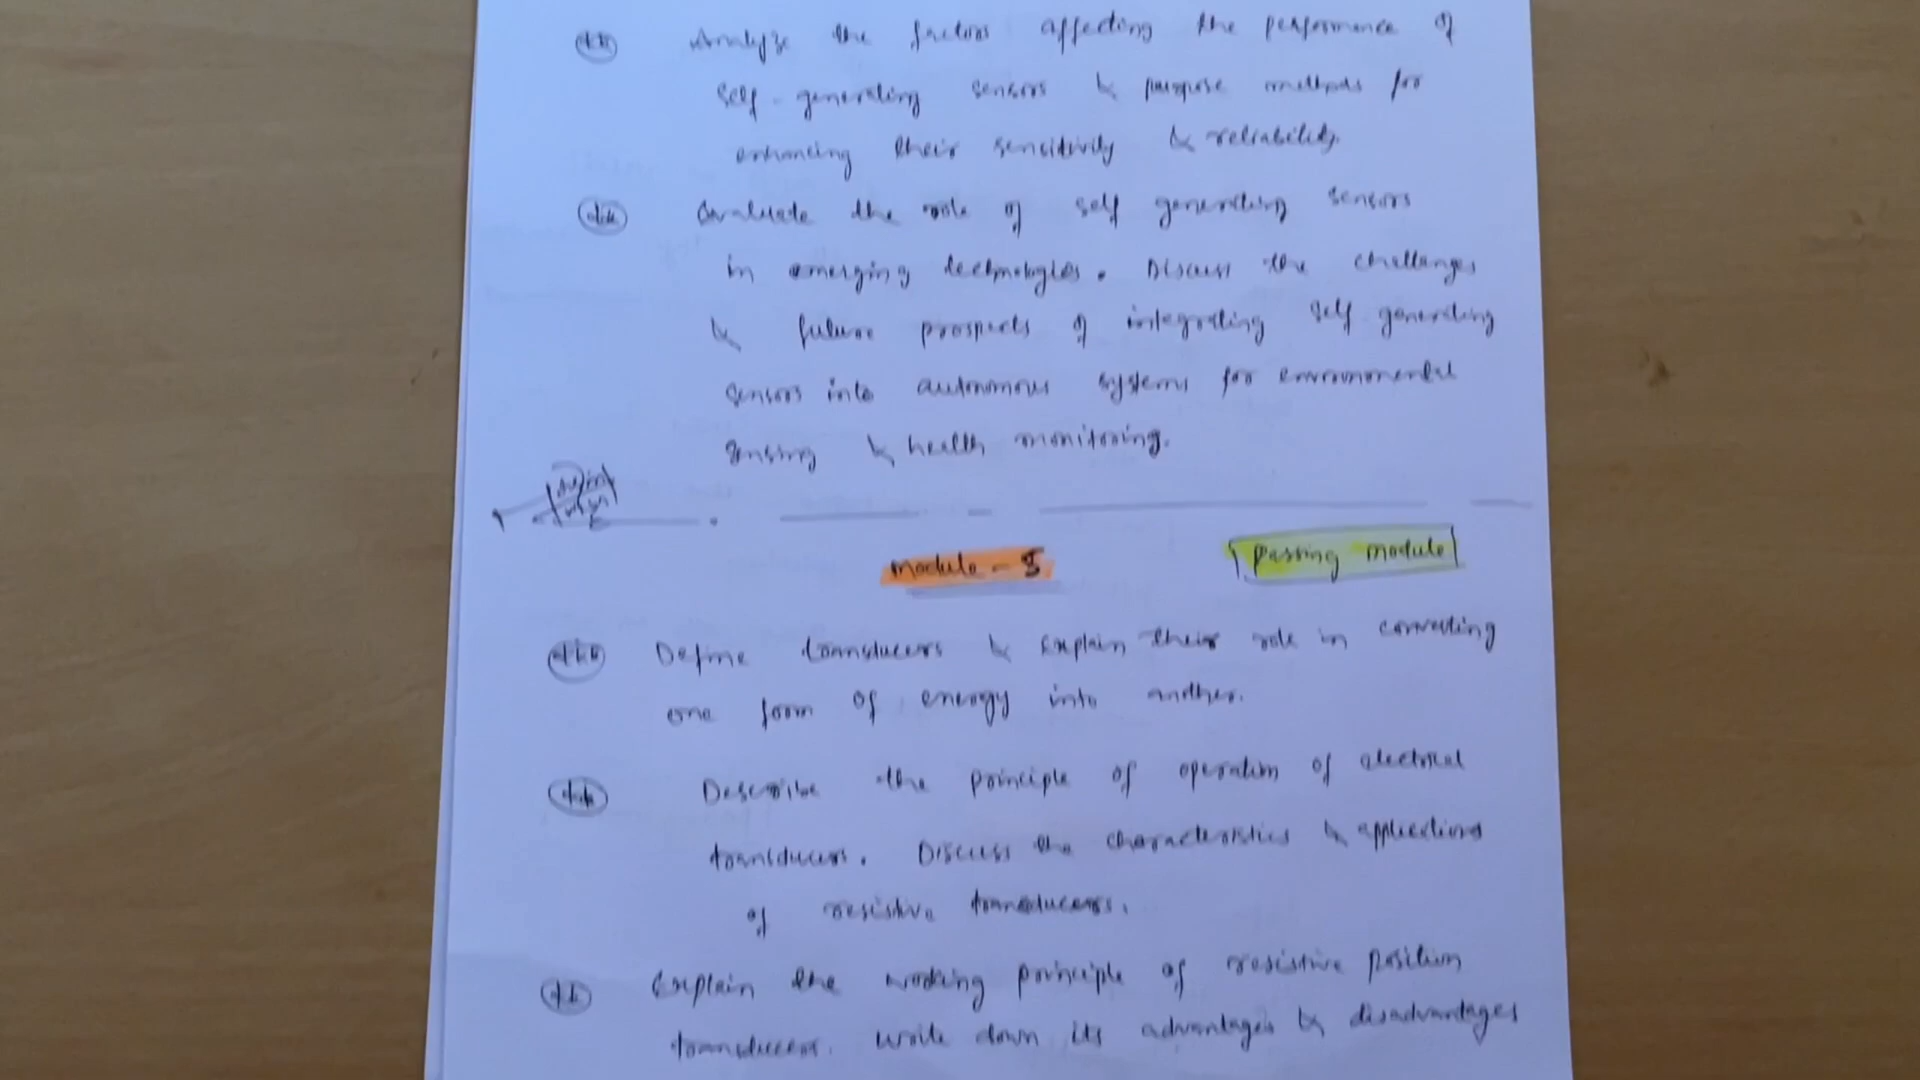 Analyze the factors affecting the performance of
self-generating sensors & purpose methods for
enhancing their sensitivity & reliability.
Evaluate the role of self generating sensors
in emerging technologies. Discuss the challenges
& future prospects of integrating self generating
sensors into autonomous systems for environmental
sensing & health monitoring.
Module - 5 Passing module
Define transducers & explain their role in converting
one form of energy into another.
Describe the principle of operation of electrical
transducers. Discuss the characteristics & applications
of resistive transducers.
Explain the working principle of resistive position
transducers. Write down its advantages & disadvantages